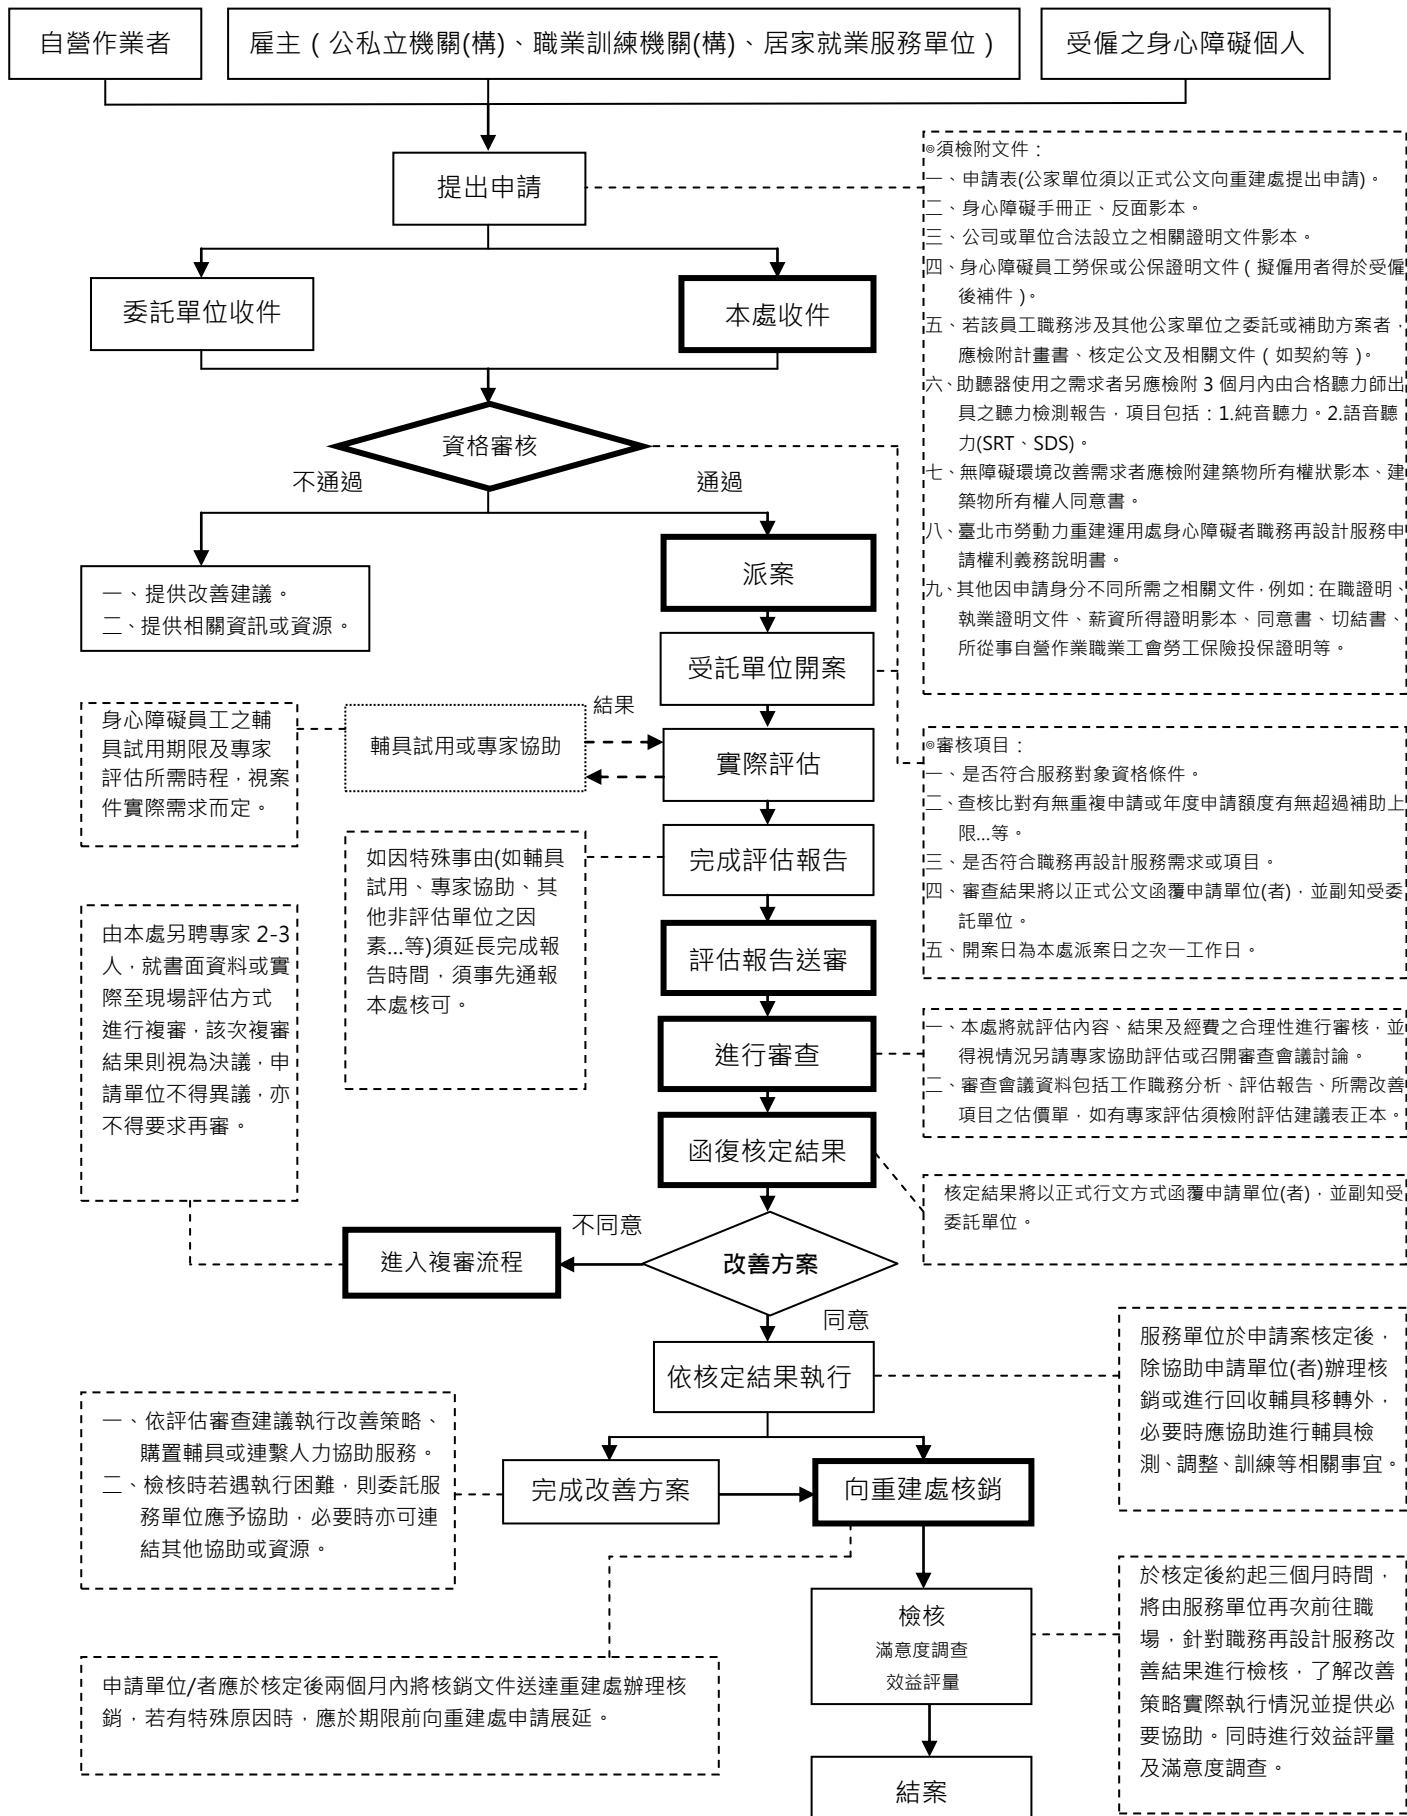 自營作業者
雇主（公私立機關(構)、職業訓練機關(構)、居家就業服務單位）
受僱之身心障礙個人
提出申請
◎須檢附文件：
一、申請表(公家單位須以正式公文向重建處提出申請)。
二、身心障礙手冊正、反面影本。
三、公司或單位合法設立之相關證明文件影本。
四、身心障礙員工勞保或公保證明文件（擬僱用者得於受僱
後補件）。
五、若該員工職務涉及其他公家單位之委託或補助方案者，
應檢附計畫書、核定公文及相關文件（如契約等）。
六、助聽器使用之需求者另應檢附 3 個月內由合格聽力師出
具之聽力檢測報告，項目包括：1.純音聽力。2.語音聽
力(SRT、SDS)。
七、無障礙環境改善需求者應檢附建築物所有權狀影本、建
築物所有權人同意書。
八、臺北市勞動力重建運用處身心障礙者職務再設計服務申
請權利義務說明書。
九、其他因申請身分不同所需之相關文件，例如：在職證明、
執業證明文件、薪資所得證明影本、同意書、切結書、
所從事自營作業職業工會勞工保險投保證明等。
委託單位收件
本處收件
資格審核
不通過
通過
一、提供改善建議。
二、提供相關資訊或資源。
派案
受託單位開案
身心障礙員工之輔
具試用期限及專家
評估所需時程，視案
件實際需求而定。
輔具試用或專家協助
結果
實際評估
◎審核項目：
一、是否符合服務對象資格條件。
二、查核比對有無重複申請或年度申請額度有無超過補助上
限...等。
三、是否符合職務再設計服務需求或項目。
四、審查結果將以正式公文函覆申請單位(者)，並副知受委
託單位。
五、開案日為本處派案日之次一工作日。
如因特殊事由(如輔具
試用、專家協助、其
他非評估單位之因
素...等)須延長完成報
告時間，須事先通報
本處核可。
完成評估報告
由本處另聘專家 2-3
人，就書面資料或實
際至現場評估方式
進行複審，該次複審
結果則視為決議，申
請單位不得異議，亦
不得要求再審。
評估報告送審
進行審查
一、本處將就評估內容、結果及經費之合理性進行審核，並
得視情況另請專家協助評估或召開審查會議討論。
二、審查會議資料包括工作職務分析、評估報告、所需改善
項目之估價單，如有專家評估須檢附評估建議表正本。
函復核定結果
核定結果將以正式行文方式函覆申請單位(者)，並副知受
委託單位。
不同意
進入複審流程
改善方案
同意
依核定結果執行
服務單位於申請案核定後，
除協助申請單位(者)辦理核
銷或進行回收輔具移轉外，
必要時應協助進行輔具檢
測、調整、訓練等相關事宜。
一、依評估審查建議執行改善策略、
購置輔具或連繫人力協助服務。
二、檢核時若遇執行困難，則委託服
務單位應予協助，必要時亦可連
結其他協助或資源。
完成改善方案
向重建處核銷
檢核
滿意度調查
效益評量
於核定後約起三個月時間，
將由服務單位再次前往職
場，針對職務再設計服務改
善結果進行檢核，了解改善
策略實際執行情況並提供必
要協助。同時進行效益評量
及滿意度調查。
申請單位/者應於核定後兩個月內將核銷文件送達重建處辦理核
銷，若有特殊原因時，應於期限前向重建處申請展延。
結案